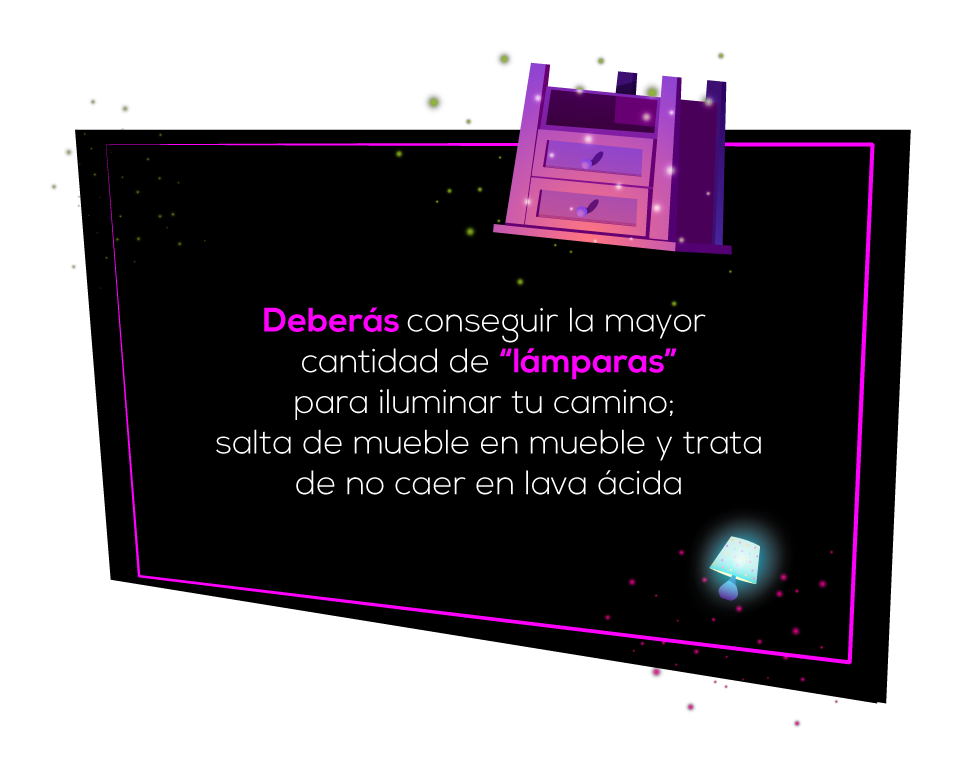 Deberás conseguir la mayor
cantidad de “lámparas”
para iluminar tu camino;
salta de mueble en mueble y trata
de no caer en lava ácida